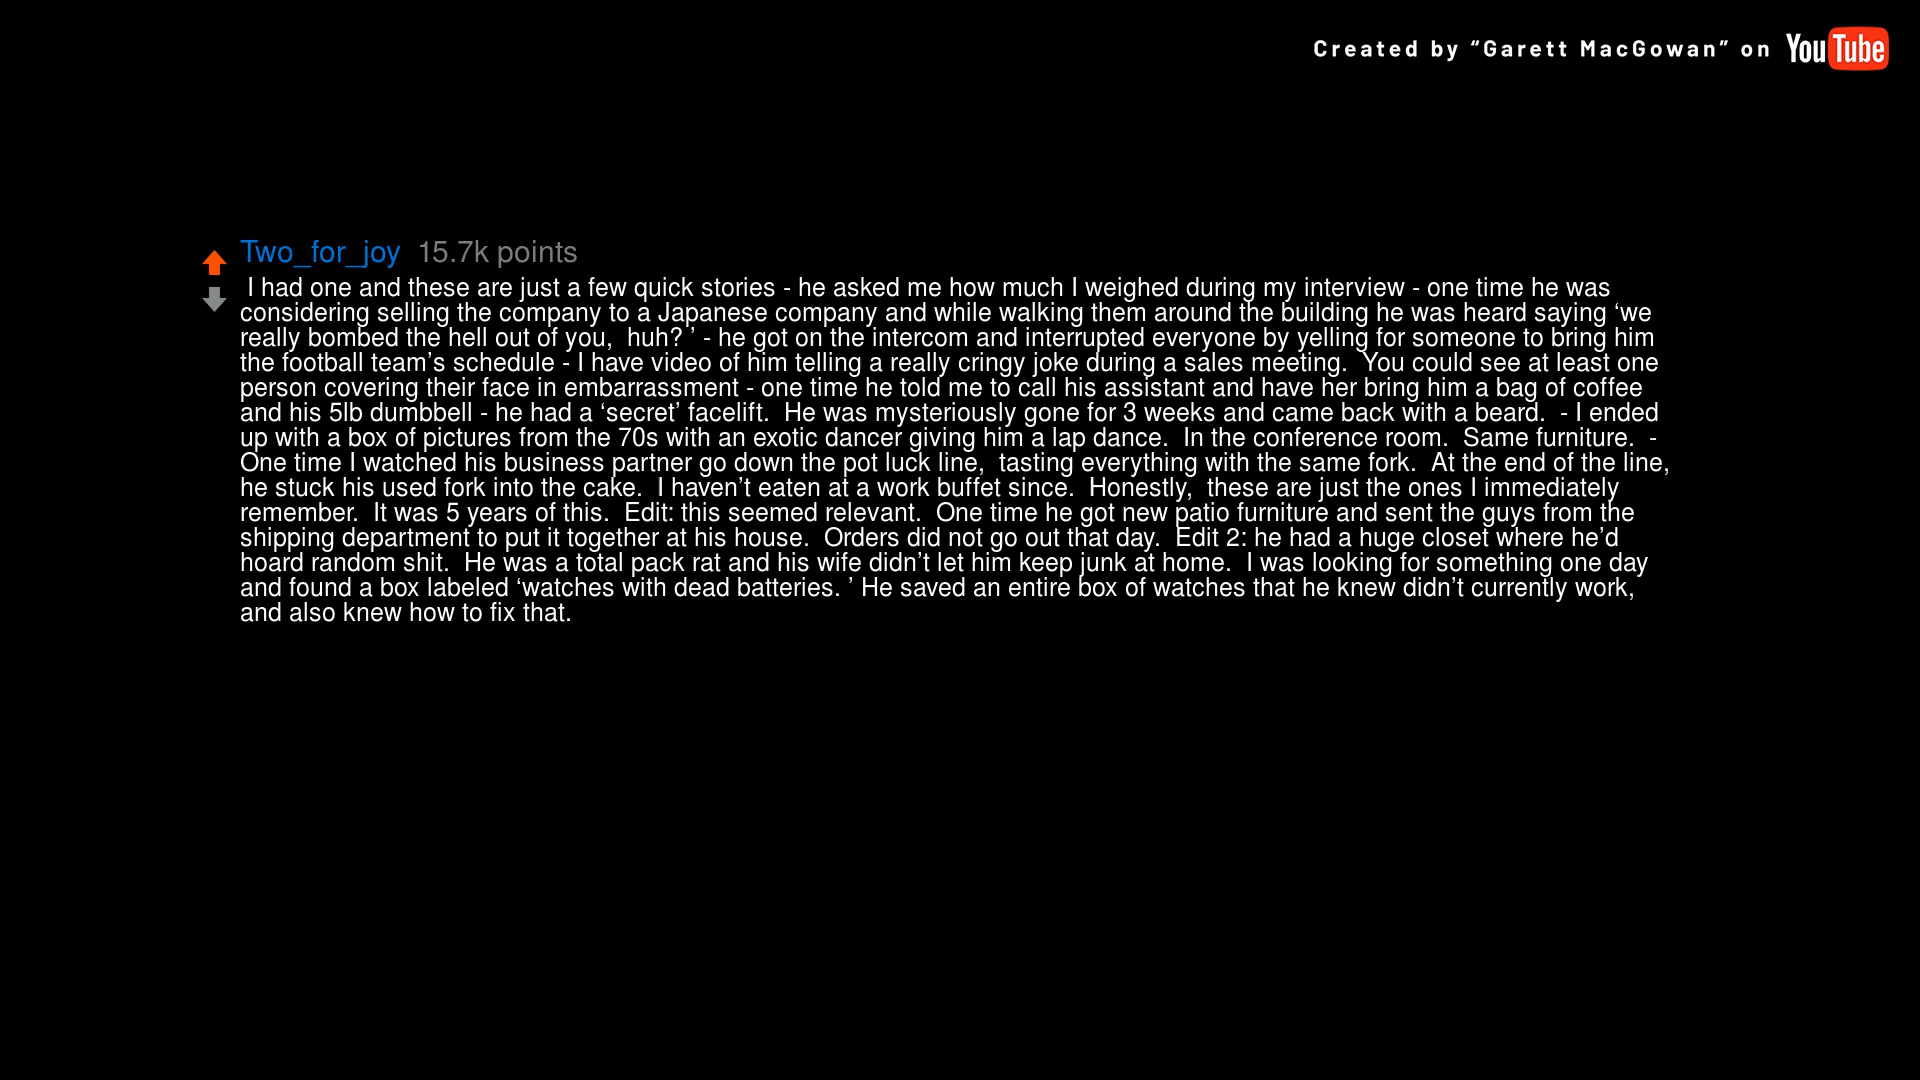 Created by “Garett MacGowan” on YouTube
Two_for_joy 15.7k points
I had one and these are just a few quick stories - he asked me how much I weighed during my interview - one time he was
considering selling the company to a Japanese company and while walking them around the building he was heard saying ‘we
really bombed the hell out of you,  huh? ’ - he got on the intercom and interrupted everyone by yelling for someone to bring him
the football team’s schedule - I have video of him telling a really cringy joke during a sales meeting.  You could see at least one
person covering their face in embarrassment - one time he told me to call his assistant and have her bring him a bag of coffee
and his 5lb dumbbell - he had a ‘secret’ facelift.  He was mysteriously gone for 3 weeks and came back with a beard.  - I ended
up with a box of pictures from the 70s with an exotic dancer giving him a lap dance.  In the conference room.  Same furniture.  -
One time I watched his business partner go down the pot luck line,  tasting everything with the same fork.  At the end of the line,
he stuck his used fork into the cake.  I haven’t eaten at a work buffet since.  Honestly,  these are just the ones I immediately
remember.  It was 5 years of this.  Edit: this seemed relevant.  One time he got new patio furniture and sent the guys from the
shipping department to put it together at his house.  Orders did not go out that day.  Edit 2: he had a huge closet where he’d
hoard random shit.  He was a total pack rat and his wife didn’t let him keep junk at home.  I was looking for something one day
and found a box labeled ‘watches with dead batteries. ’ He saved an entire box of watches that he knew didn’t currently work,
and also knew how to fix that.